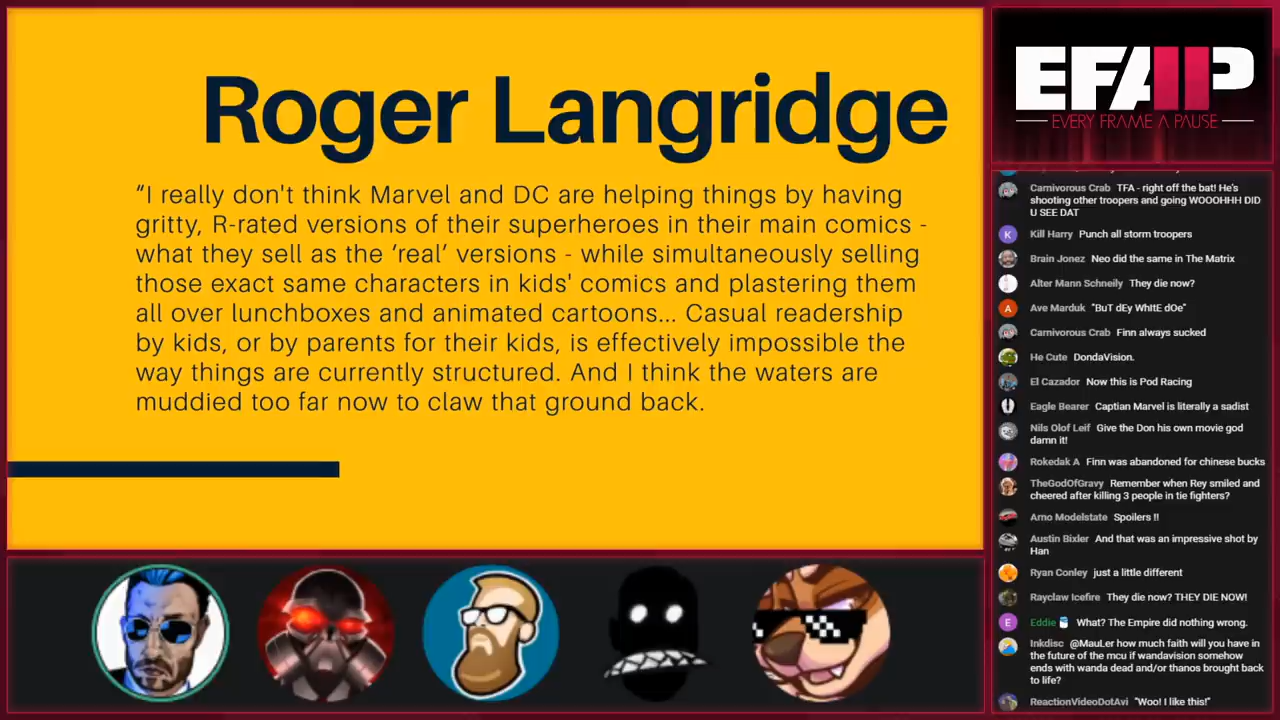 Roger Langridge
“I really don't think Marvel and DC are helping things by having
gritty, R-rated versions of their superheroes in their main comics -
what they sell as the ‘real’ versions - while simultaneously selling
those exact same characters in kids' comics and plastering them
all over lunchboxes and animated cartoons... Casual readership
by kids, or by parents for their kids, is effectively impossible the
way things are currently structured. And I think the waters are
muddied too far now to claw that ground back.
EFAP
EVERY FRAME A PAUSE
Carnivorous Crab TFA - right off the bat! He's
shooting other troopers and going WOOOHHH DID
U SEE DAT
K Kill Harry Punch all storm troopers
Brain Jonez Neo did the same in The Matrix
Alter Mann Schneily They die now?
A Ave Marduk "BuT dEy WhItE dOe"
Carnivorous Crab Finn always sucked
He Cute DondaVision.
El Cazador Now this is Pod Racing
Eagle Bearer Captian Marvel is literally a sadist
Nils Olof Leif Give the Don his own movie god
damn it!
Rokedak A Finn was abandoned for chinese bucks
TheGodOfGravy Remember when Rey smiled and
cheered after killing 3 people in tie fighters?
Arno Modelstate Spoilers !!
Austin Bixler And that was an impressive shot by
Han
Ryan Conley just a little different
Rayclaw Icefire They die now? THEY DIE NOW!
E Eddie What? The Empire did nothing wrong.
Inkdisc @MauLer how much faith will you have in
the future of the mcu if wandavision somehow
ends with wanda dead and/or thanos brought back
to life?
ReactionVideoDotAvi "Woo! I like this!"